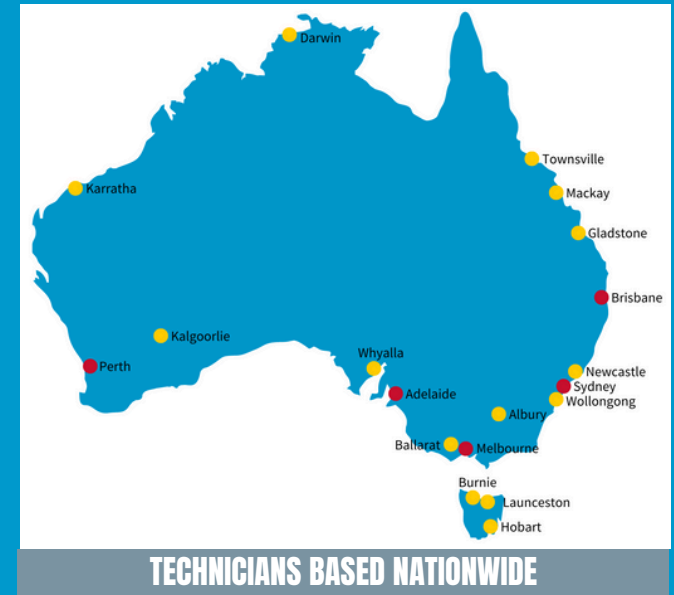 Darwin
Townsville
Karratha
Mackay
Gladstone
Brisbane
Kalgoorlie
Whyalla
Perth
Newcastle
Sydney
Adelaide
Wollongong
Albury
Ballarat
Melbourne
Burnie
Launceston
Hobart
TECHNICIANS BASED NATIONWIDE